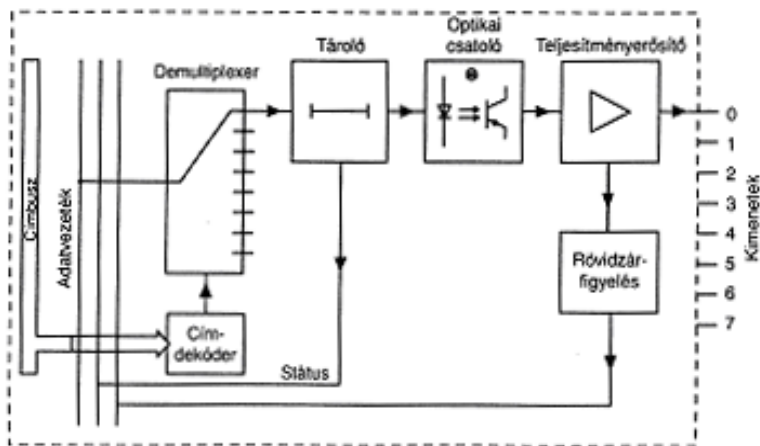 Optikai
csatoló
Tároló
Teljesítményerősítő
Demultiplexer
Címbusz
Adatvezeték
Rövidzár-
figyelés
Cím-
dekóder
Státus
0
1
2
3
4
5
6
7
Kimenetek